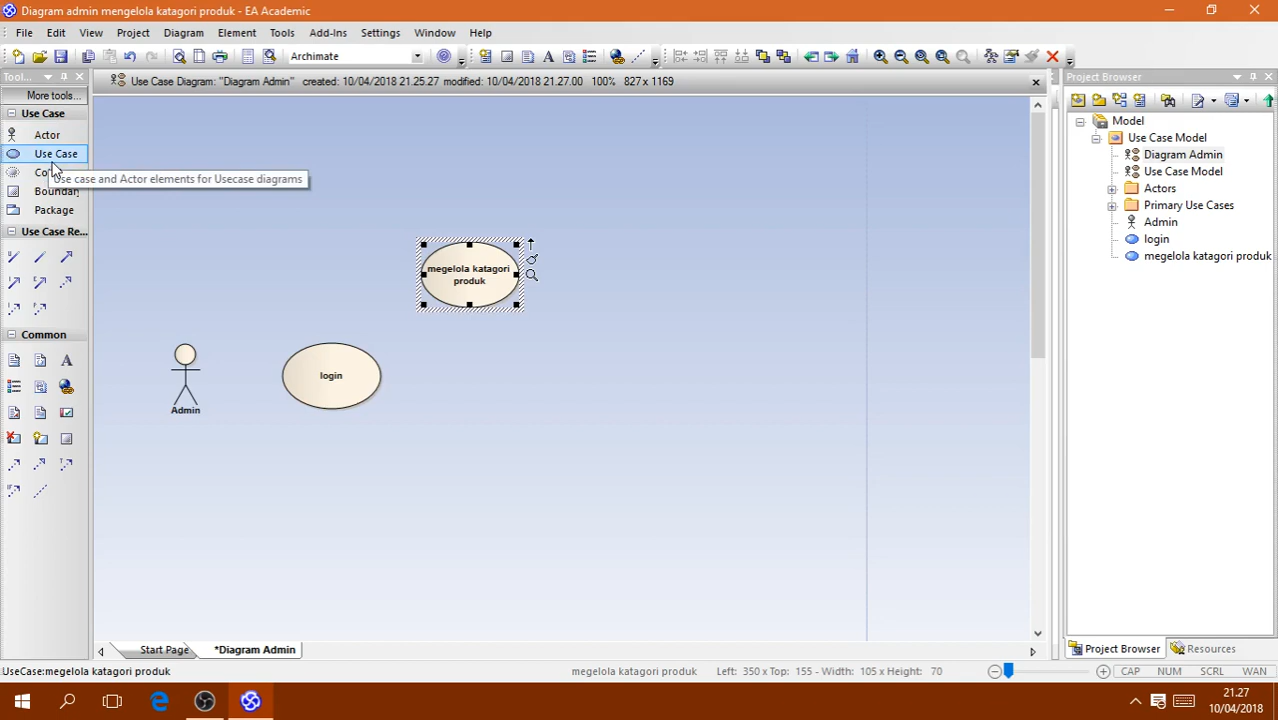 Diagram admin mengelola katagori produk - EA Academic
File Edit View Project Diagram Element Tools Add-Ins Settings Window Help
Archimate
Tool...
Use Case Diagram: "Diagram Admin" created: 10/04/2018 21.25.27 modified: 10/04/2018 21.27.00 100% 827 x 1169
Project Browser
More tools...
Use Case
Actor
Use Case
Use case and Actor elements for Usecase diagrams
Package
Use Case Re...
Common
megelola katagori
produk
login
Admin
Model
Use Case Model
Diagram Admin
Use Case Model
Actors
Primary Use Cases
Admin
login
megelola katagori produk
Start Page *Diagram Admin
Project Browser Resources
UseCase:megelola katagori produk
megelola katagori produk Left: 350 x Top: 155 - Width: 105 x Height: 70
CAP NUM SCRL WAN
21.27
10/04/2018